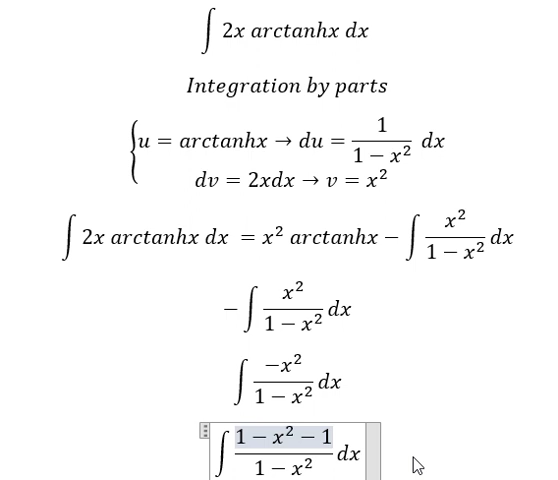 ∫ 2x arctanhx dx
Integration by parts
{u = arctanhx → du = 1/(1 − x²) dx
dv = 2xdx → v = x²
∫ 2x arctanhx dx = x² arctanhx − ∫ x²/(1 − x²) dx
− ∫ x²/(1 − x²) dx
∫ −x²/(1 − x²) dx
∫ (1 − x² − 1)/(1 − x²) dx